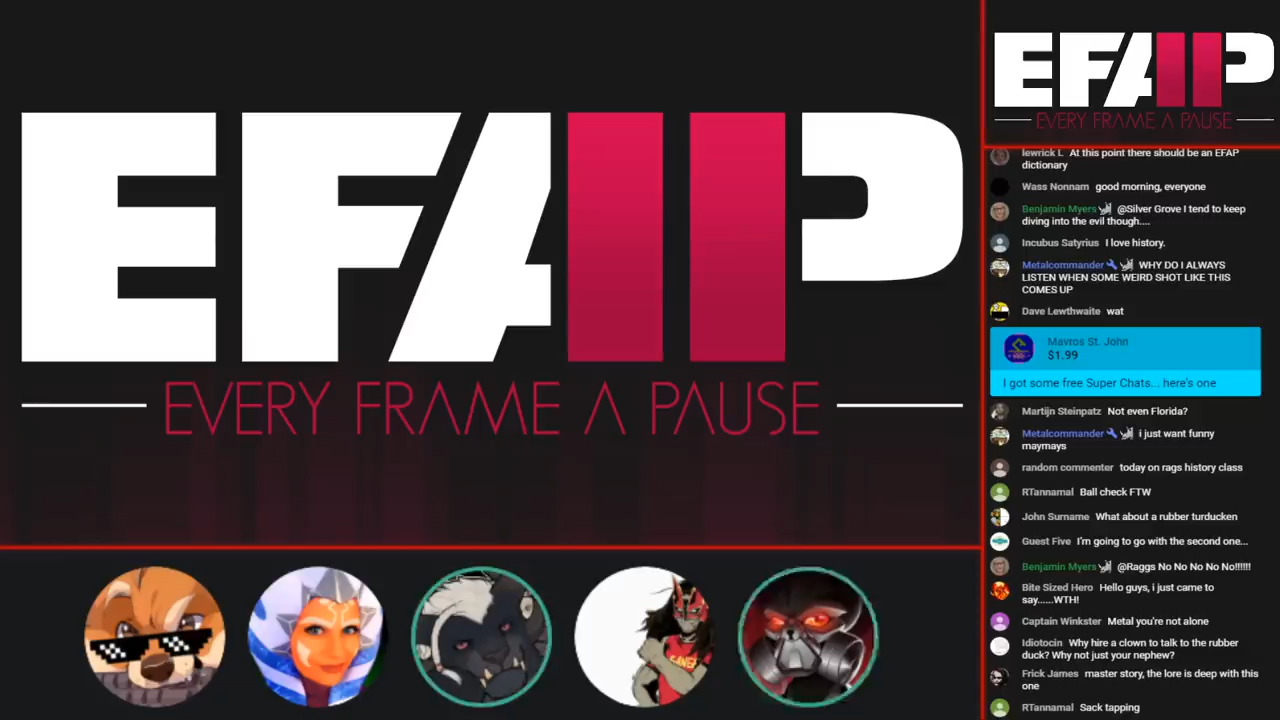 EFAP
EVERY FRAME A PAUSE
EFAP
EVERY FRAME A PAUSE
lewrick L At this point there should be an EFAP
dictionary
Wass Nonnam good morning, everyone
Benjamin Myers @Silver Grove I tend to keep
diving into the evil though....
Incubus Satyrius I love history.
Metalcommander WHY DO I ALWAYS
LISTEN WHEN SOME WEIRD SHOT LIKE THIS
COMES UP
Dave Lewthwaite wat
Mavros St. John
$1.99
I got some free Super Chats... here's one
Martijn Steinpatz Not even Florida?
Metalcommander i just want funny
maymays
random commenter today on rags history class
RTannamal Ball check FTW
John Surname What about a rubber turducken
Guest Five I'm going to go with the second one...
Benjamin Myers @Raggs No No No No No!!!!!!
Bite Sized Hero Hello guys, i just came to
say......WTH!
Captain Winkster Metal you're not alone
Idiotocin Why hire a clown to talk to the rubber
duck? Why not just your nephew?
Frick James master story, the lore is deep with this
one
RTannamal Sack tapping